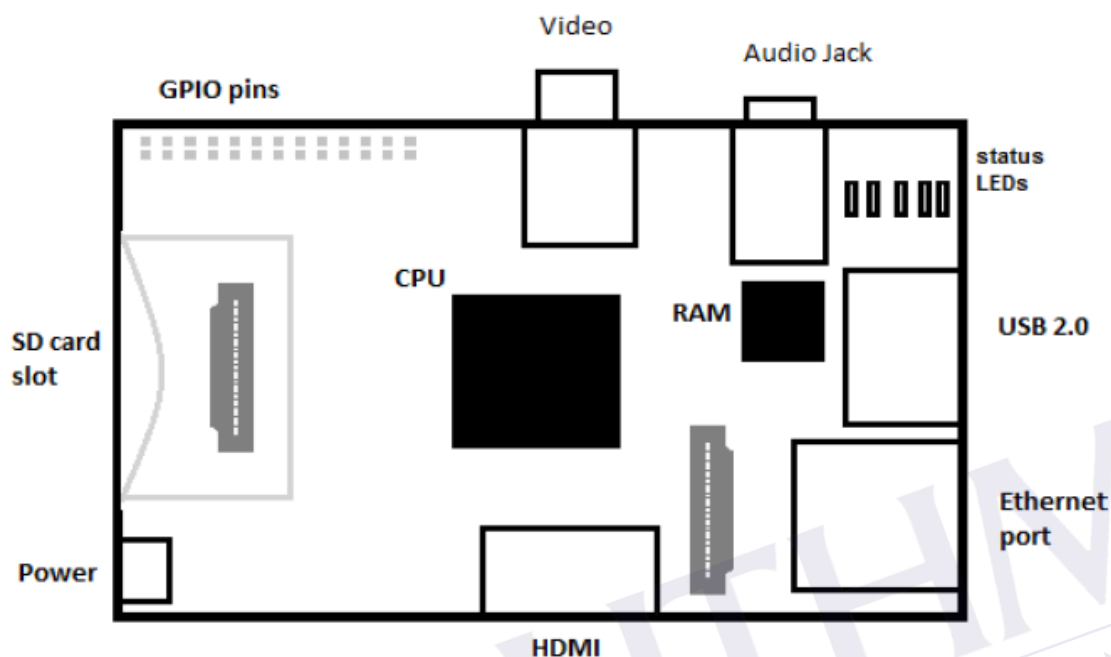 Video
Audio Jack
GPIO pins
status
LEDs
CPU
RAM
USB 2.0
SD card
slot
Ethernet
port
Power
HDMI